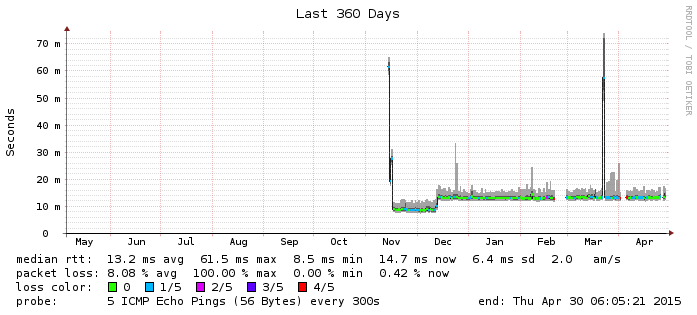 Last 360 Days
RRDTOOL / TOBI OETIKER
Seconds
70 m
60 m
50 m
40 m
30 m
20 m
10 m
0
May Jun Jul Aug Sep Oct Nov Dec Jan Feb Mar Apr
median rtt: 13.2 ms avg 61.5 ms max 8.5 ms min 14.7 ms now 6.4 ms sd 2.0 am/s
packet loss: 8.08 % avg 100.00 % max 0.00 % min 0.42 % now
loss color: 0 1/5 2/5 3/5 4/5
probe: 5 ICMP Echo Pings (56 Bytes) every 300s end: Thu Apr 30 06:05:21 2015